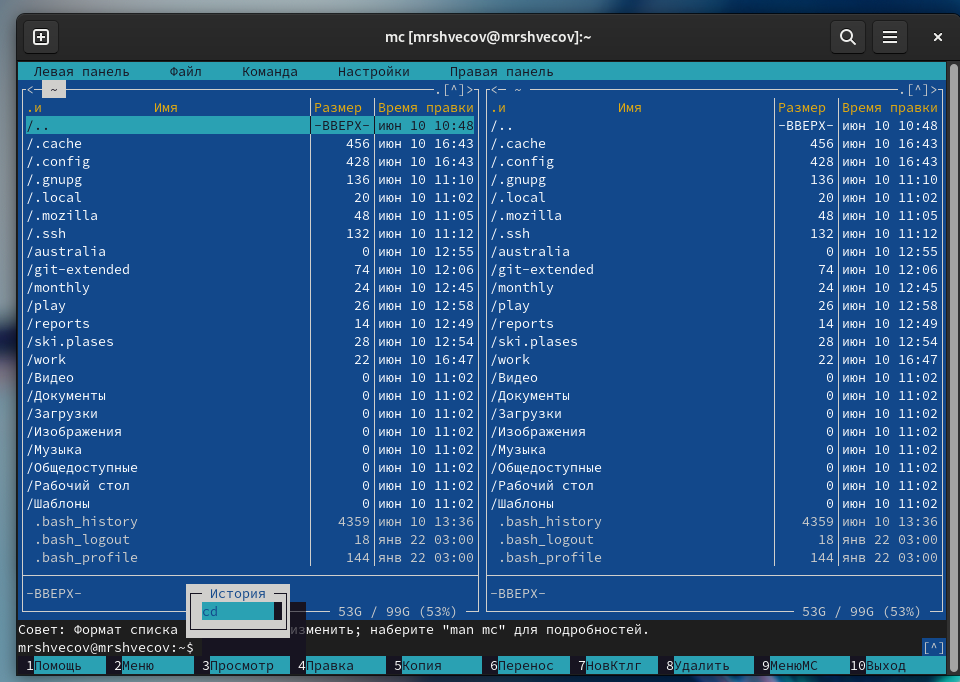 mc [mrshvecov@mrshvecov]:~
Левая панель Файл Команда Настройки Правая панель
<─ ~ .[^]> <─ ~ .[^]>
.и Имя Размер Время правки .и Имя Размер Время правки
/.. -ВВЕРХ- июн 10 10:48 /.. -ВВЕРХ- июн 10 10:48
/.cache 456 июн 10 16:43 /.cache 456 июн 10 16:43
/.config 428 июн 10 16:43 /.config 428 июн 10 16:43
/.gnupg 136 июн 10 11:10 /.gnupg 136 июн 10 11:10
/.local 20 июн 10 11:02 /.local 20 июн 10 11:02
/.mozilla 48 июн 10 11:05 /.mozilla 48 июн 10 11:05
/.ssh 132 июн 10 11:12 /.ssh 132 июн 10 11:12
/australia 0 июн 10 12:55 /australia 0 июн 10 12:55
/git-extended 74 июн 10 12:06 /git-extended 74 июн 10 12:06
/monthly 24 июн 10 12:45 /monthly 24 июн 10 12:45
/play 26 июн 10 12:58 /play 26 июн 10 12:58
/reports 14 июн 10 12:49 /reports 14 июн 10 12:49
/ski.plases 28 июн 10 12:54 /ski.plases 28 июн 10 12:54
/work 22 июн 10 16:47 /work 22 июн 10 16:47
/Видео 0 июн 10 11:02 /Видео 0 июн 10 11:02
/Документы 0 июн 10 11:02 /Документы 0 июн 10 11:02
/Загрузки 0 июн 10 11:02 /Загрузки 0 июн 10 11:02
/Изображения 0 июн 10 11:02 /Изображения 0 июн 10 11:02
/Музыка 0 июн 10 11:02 /Музыка 0 июн 10 11:02
/Общедоступные 0 июн 10 11:02 /Общедоступные 0 июн 10 11:02
/Рабочий стол 0 июн 10 11:02 /Рабочий стол 0 июн 10 11:02
/Шаблоны 0 июн 10 11:02 /Шаблоны 0 июн 10 11:02
.bash_history 4359 июн 10 13:36 .bash_history 4359 июн 10 13:36
.bash_logout 18 янв 22 03:00 .bash_logout 18 янв 22 03:00
.bash_profile 144 янв 22 03:00 .bash_profile 144 янв 22 03:00
-ВВЕРХ- История -ВВЕРХ-
cd 53G / 99G (53%) 53G / 99G (53%)
Совет: Формат списка изменить; наберите "man mc" для подробностей.
mrshvecov@mrshvecov:~$ [^]
1Помощь 2Меню 3Просмотр 4Правка 5Копия 6Перенос 7НовКтлг 8Удалить 9МенюМС 10Выход